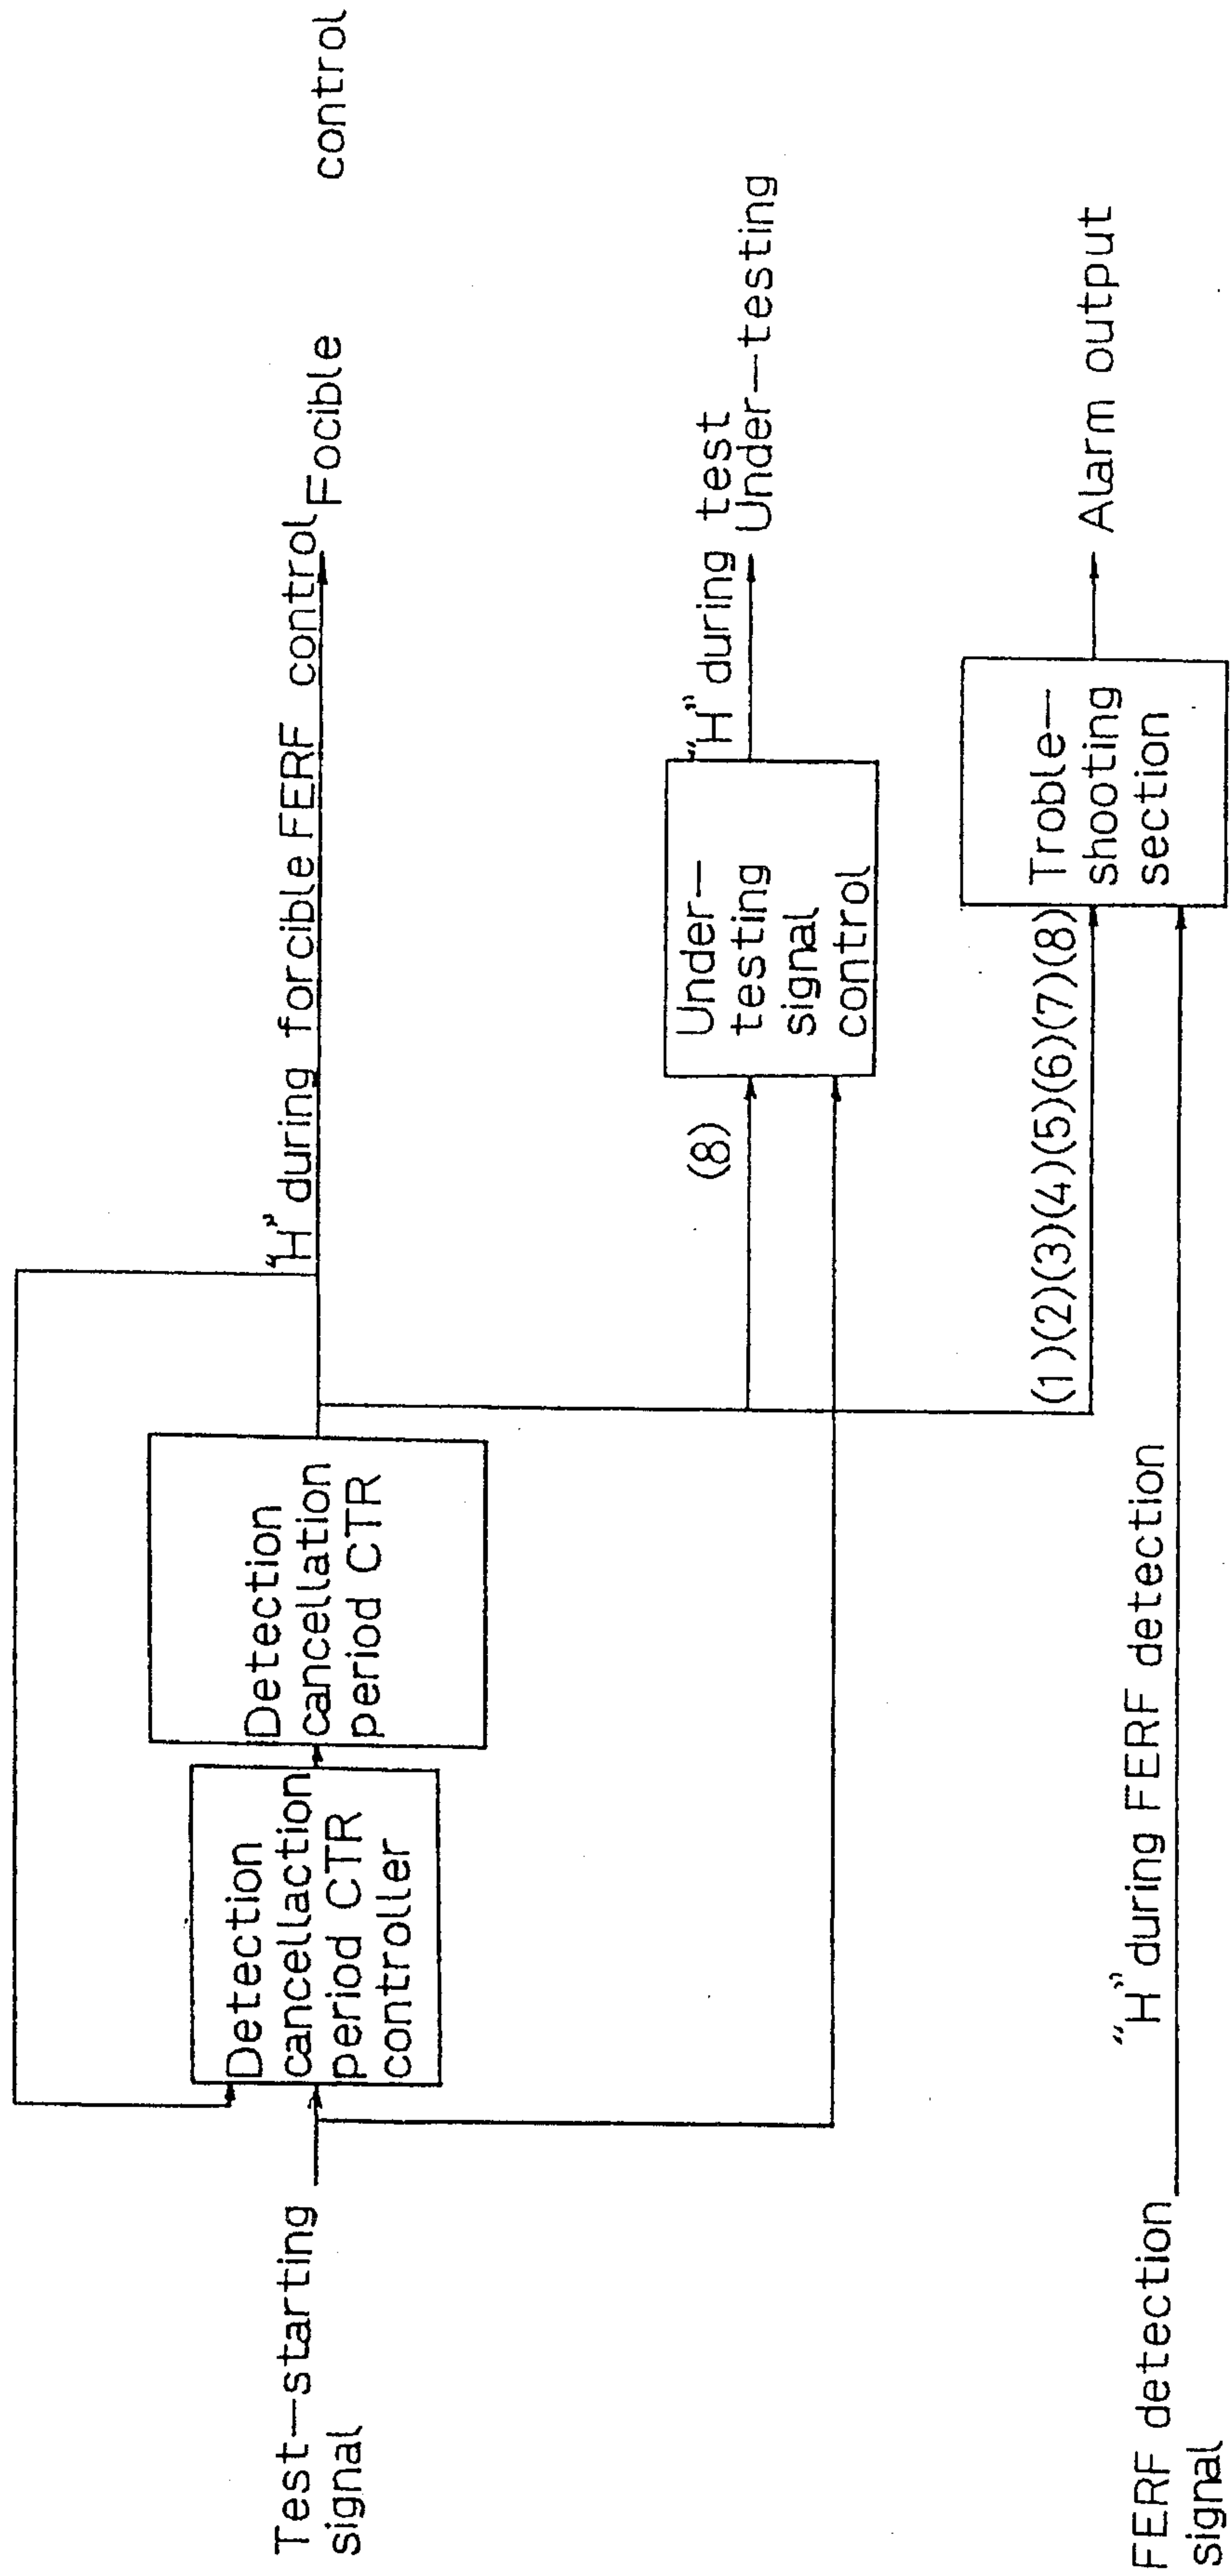 Test—starting
signal
Detection
cancellaction
period CTR
controller
Detection
cancellation
period CTR
“H” during forcible FERF control
Focible control
(8)
Under—
testing
signal
control
“H” during test
Under—testing
(1)(2)(3)(4)(5)(6)(7)(8)
Troble—
shooting
section
Alarm output
FERF detection
signal
“H” during FERF detection